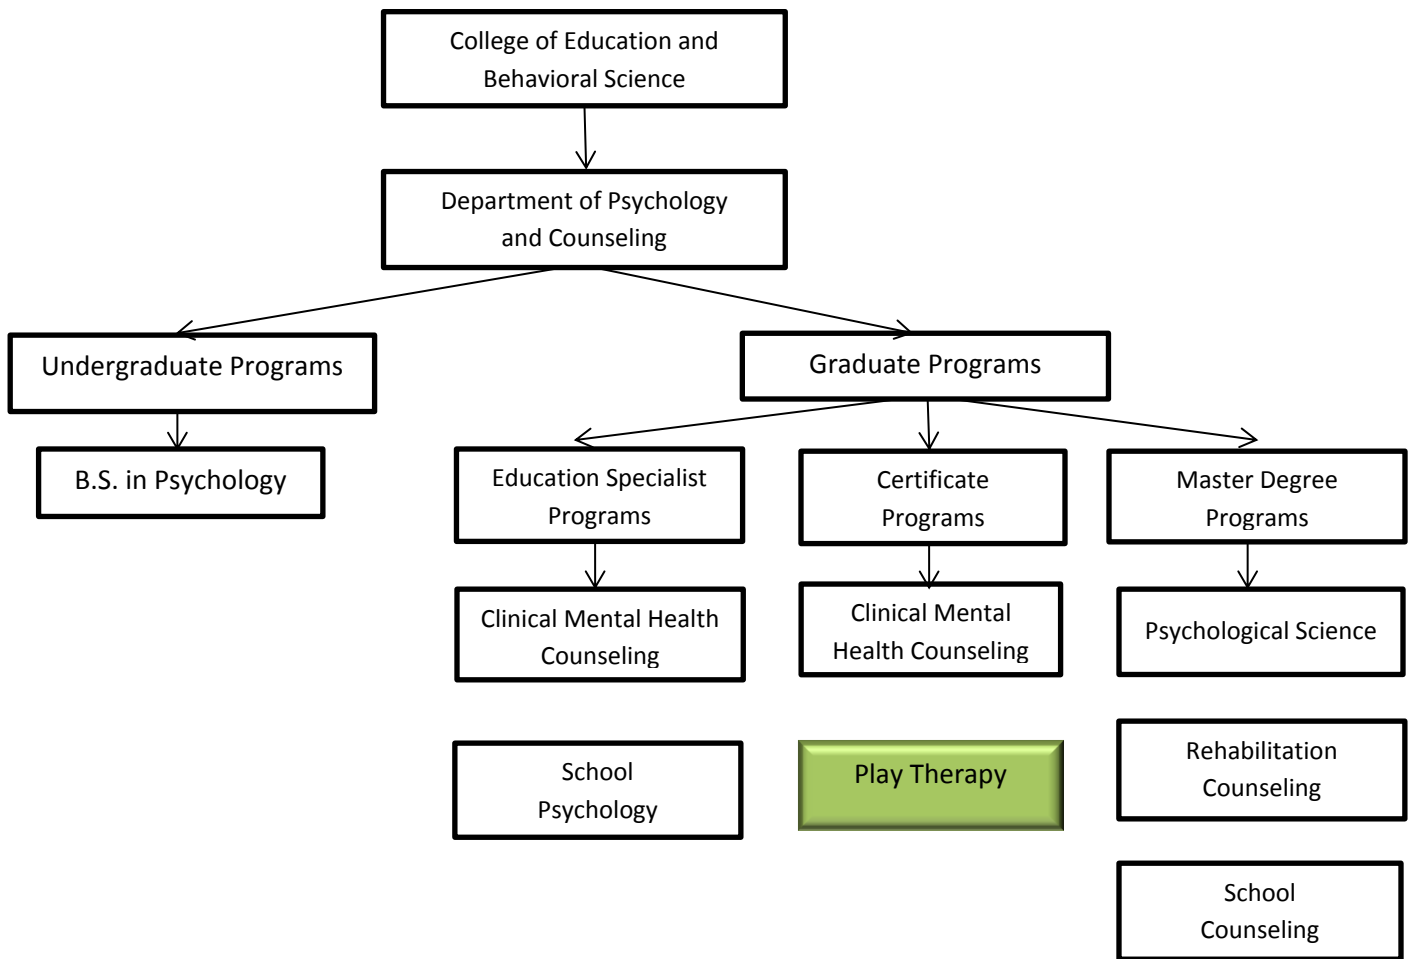 College of Education and
Behavioral Science
Department of Psychology
and Counseling
Undergraduate Programs
Graduate Programs
B.S. in Psychology
Education Specialist
Programs
Certificate
Programs
Master Degree
Programs
Clinical Mental Health
Counseling
Clinical Mental
Health Counseling
Psychological Science
School
Psychology
Play Therapy
Rehabilitation
Counseling
School
Counseling